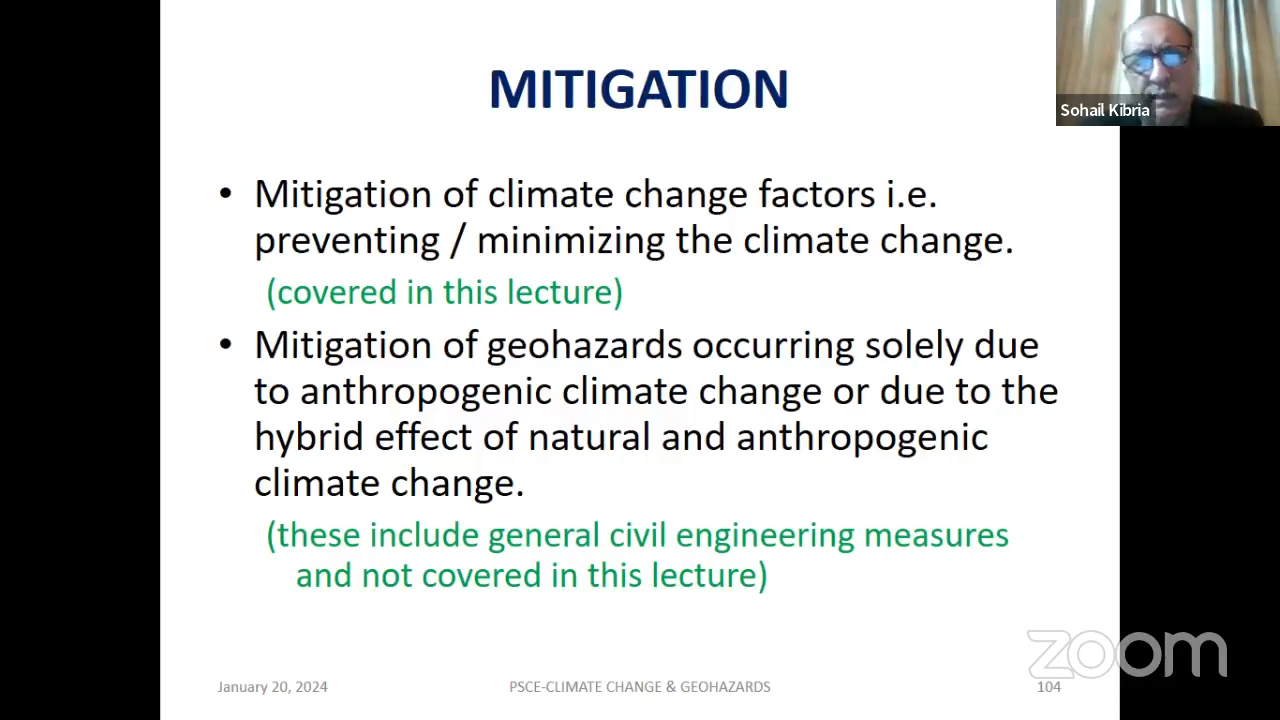 MITIGATION
Sohail Kibria
• Mitigation of climate change factors i.e.
preventing / minimizing the climate change.
(covered in this lecture)
• Mitigation of geohazards occurring solely due
to anthropogenic climate change or due to the
hybrid effect of natural and anthropogenic
climate change.
(these include general civil engineering measures
and not covered in this lecture)
zoom
January 20, 2024
PSCE-CLIMATE CHANGE & GEOHAZARDS
104